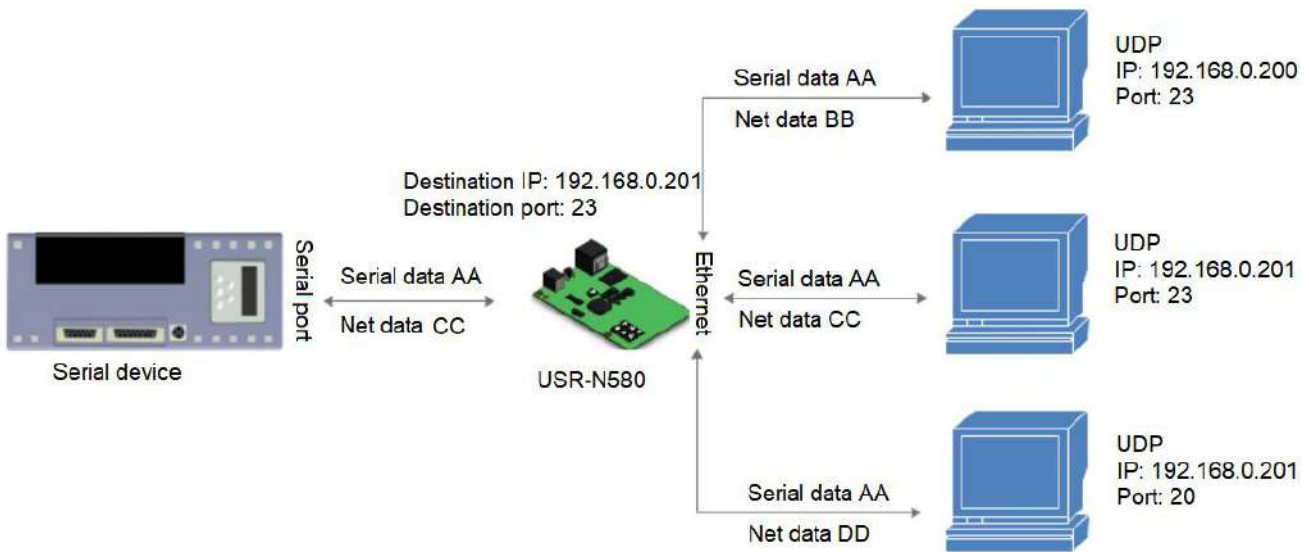 UDP
IP: 192.168.0.200
Port: 23
Serial data AA
Net data BB
Destination IP: 192.168.0.201
Destination port: 23
Serial port
Serial data AA
Net data CC
Ethernet
Serial data AA
Net data CC
UDP
IP: 192.168.0.201
Port: 23
Serial device
USR-N580
UDP
IP: 192.168.0.201
Port: 20
Serial data AA
Net data DD